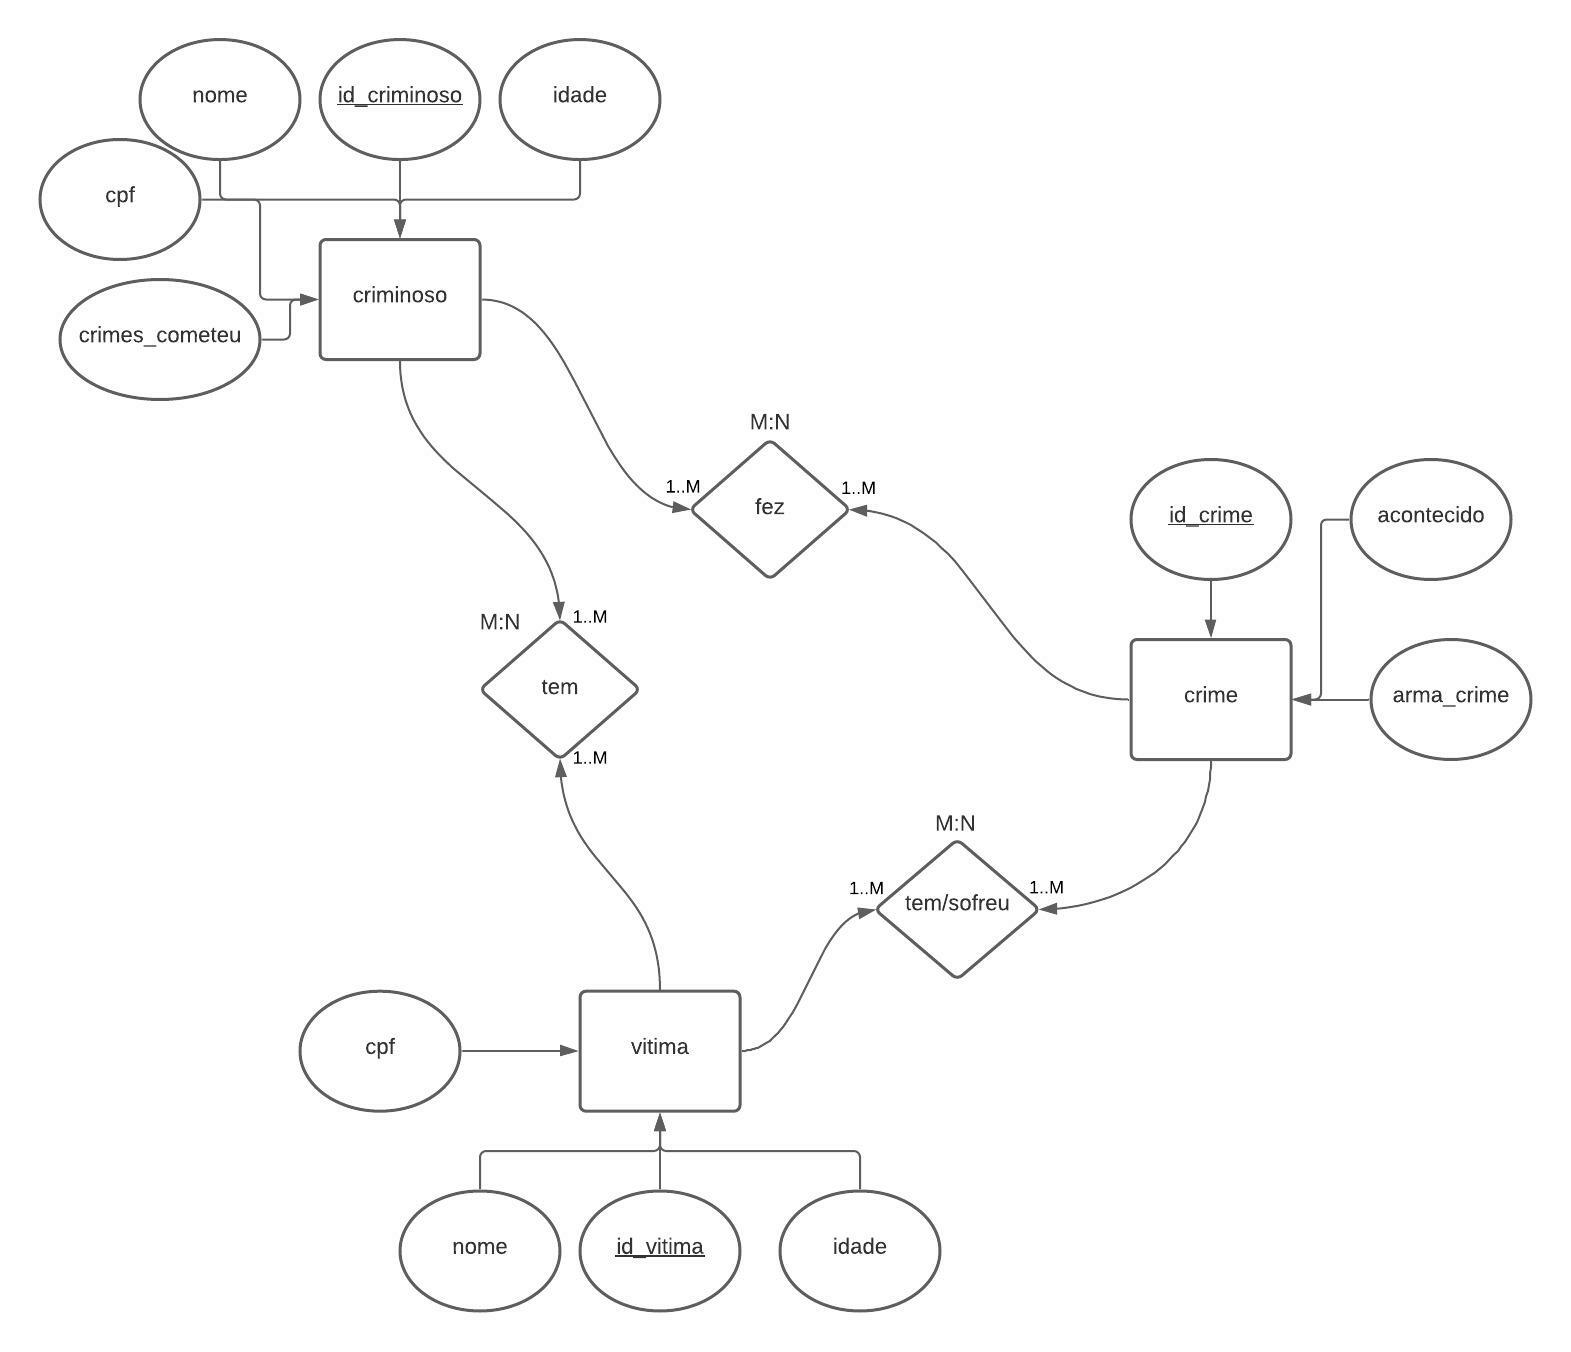 nome
id_criminoso
idade
cpf
criminoso
crimes_cometeu
M:N
1..M
1..M
fez
id_crime
acontecido
M:N
1..M
tem
1..M
crime
arma_crime
M:N
1..M
1..M
tem/sofreu
cpf
vitima
nome
id_vitima
idade